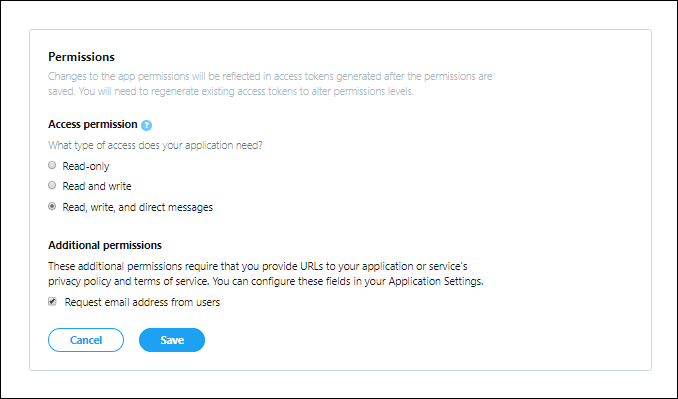 Permissions
Changes to the app permissions will be reflected in access tokens generated after the permissions are
saved. You will need to regenerate existing access tokens to alter permissions levels.
Access permission ?
What type of access does your application need?
Read-only
Read and write
Read, write, and direct messages
Additional permissions
These additional permissions require that you provide URLs to your application or service's
privacy policy and terms of service. You can configure these fields in your Application Settings.
Request email address from users
Cancel Save